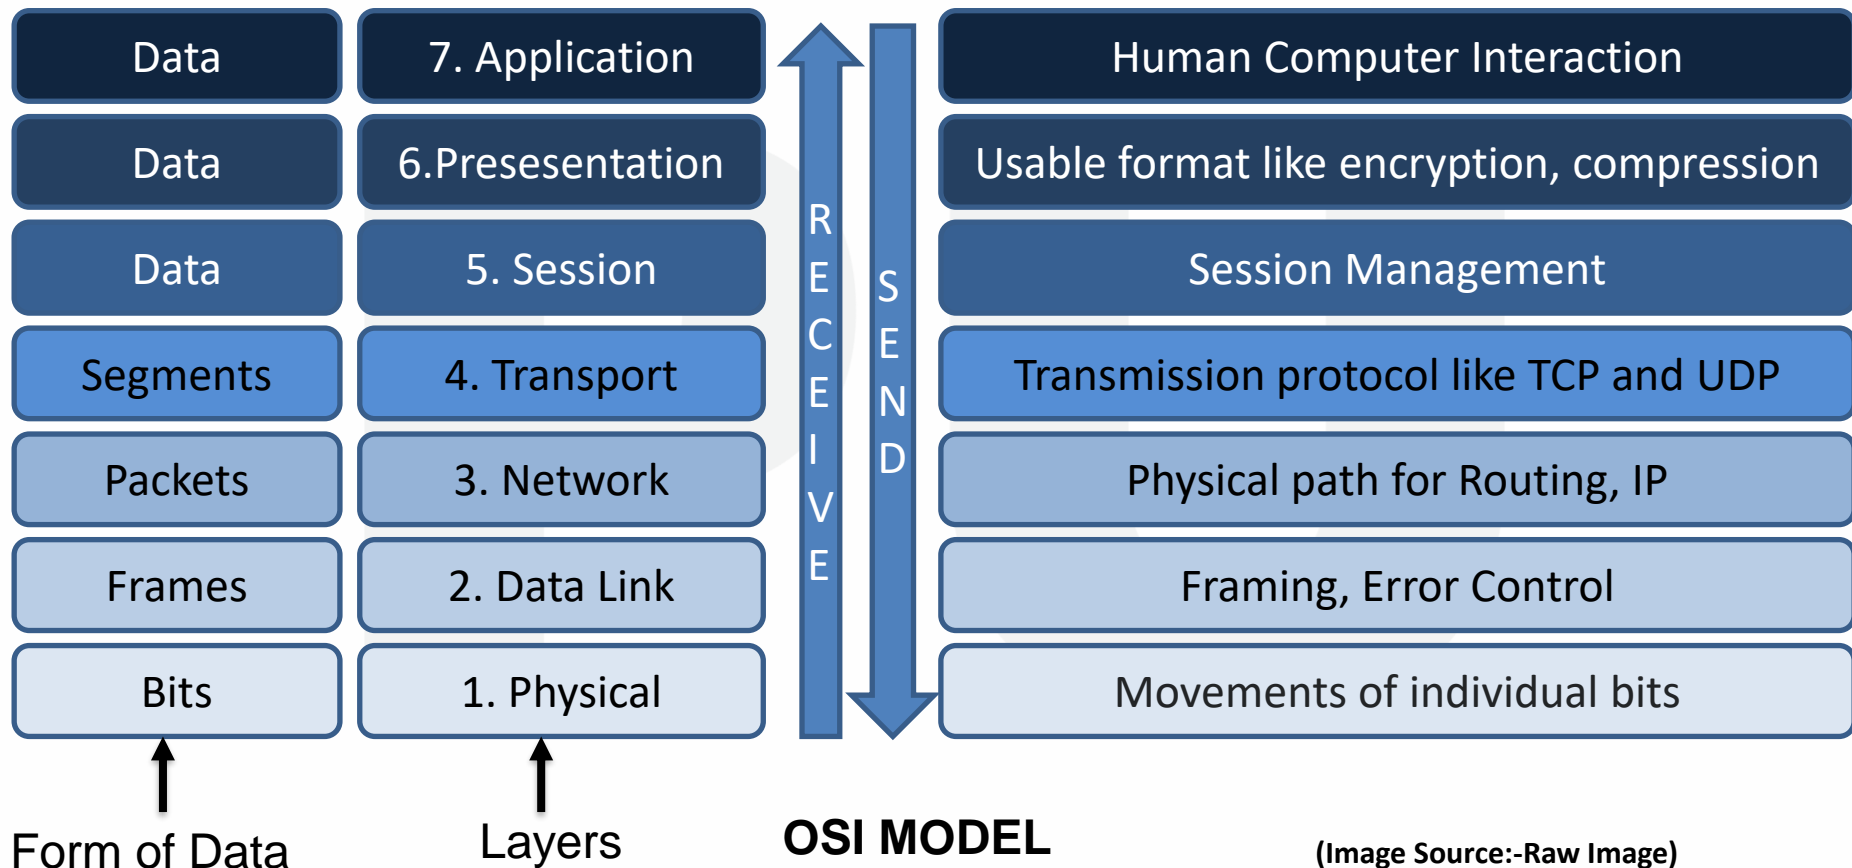 Data 7. Application Human Computer Interaction
Data 6.Presesentation Usable format like encryption, compression
Data 5. Session Session Management
Segments 4. Transport Transmission protocol like TCP and UDP
Packets 3. Network Physical path for Routing, IP
Frames 2. Data Link Framing, Error Control
Bits 1. Physical Movements of individual bits
RECEIVE
SEND
Form of Data Layers OSI MODEL (Image Source:-Raw Image)